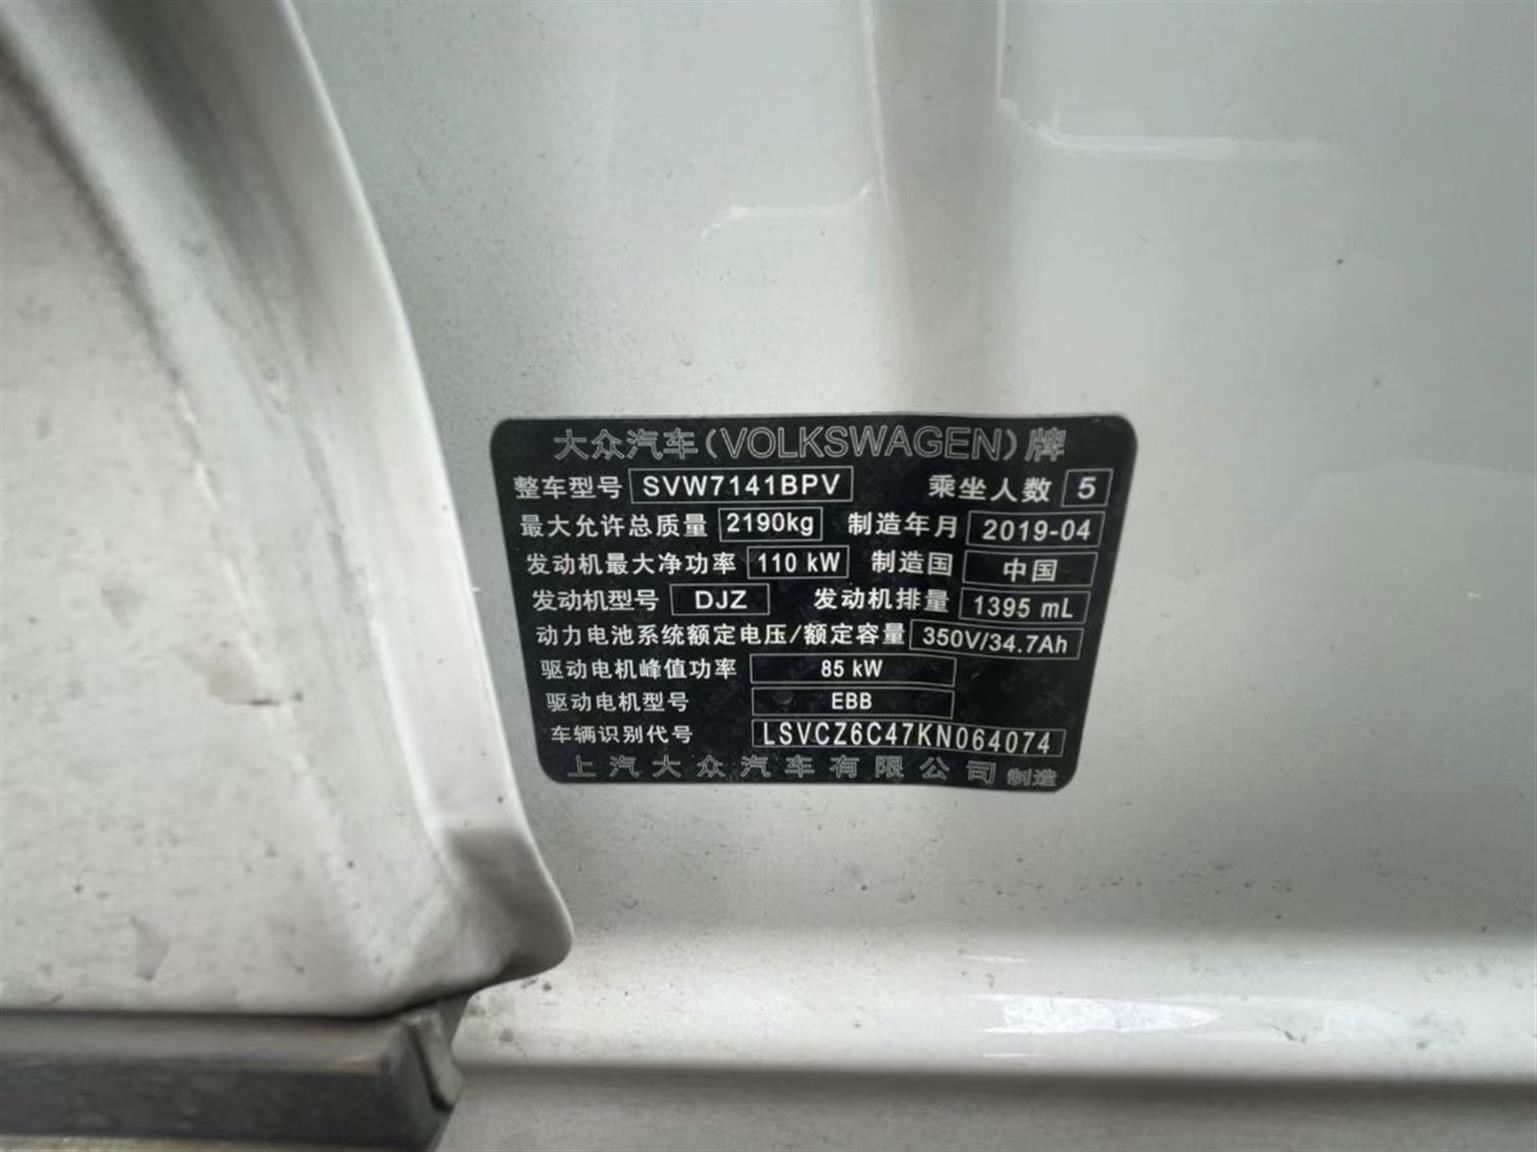 大众汽车(VOLKSWAGEN)牌
整车型号 SVW7141BPV 乘坐人数 5
最大允许总质量 2190kg 制造年月 2019-04
发动机最大净功率 110 kW 制造国 中国
发动机型号 DJZ 发动机排量 1395 mL
动力电池系统额定电压/额定容量 350V/34.7Ah
驱动电机峰值功率 85 kW
驱动电机型号 EBB
车辆识别代号 LSVCZ6C47KN064074
上汽大众汽车有限公司 制造